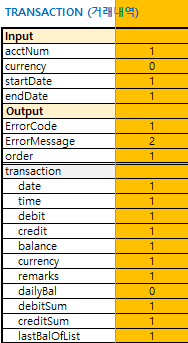 TRANSACTION (거래내역)
Input
acctNum 1
currency 0
startDate 1
endDate 1
Output
ErrorCode 1
ErrorMessage 2
order 1
transaction
date 1
time 1
debit 1
credit 1
balance 1
currency 1
remarks 1
dailyBal 0
debitSum 1
creditSum 1
lastBalOfList 1